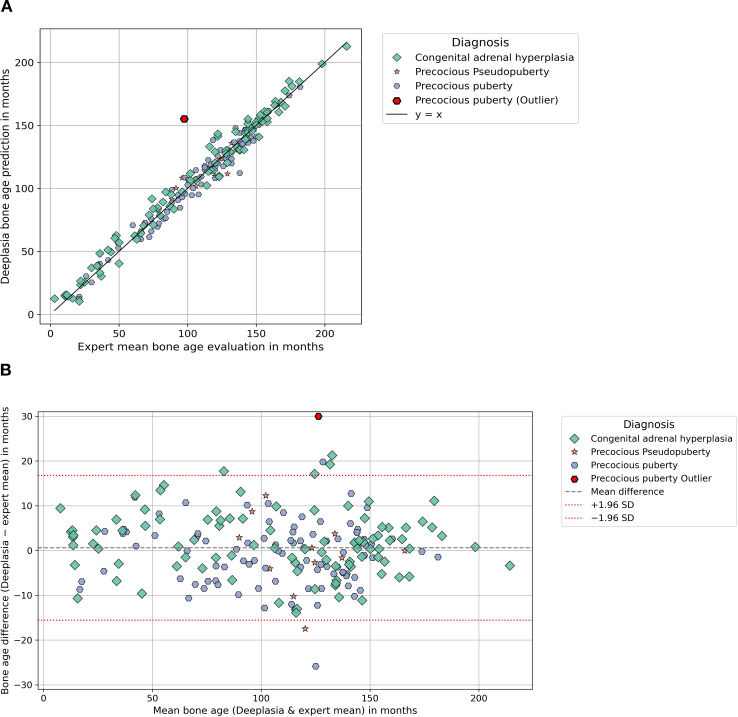 A
Diagnosis
Congenital adrenal hyperplasia
Precocious Pseudopuberty
Precocious puberty
Precocious puberty (Outlier)
y = x
Deeplasia bone age prediction in months
200
150
100
50
0
0 50 100 150 200
Expert mean bone age evaluation in months
B
Diagnosis
Congenital adrenal hyperplasia
Precocious Pseudopuberty
Precocious puberty
Precocious puberty Outlier
Mean difference
+1.96 SD
−1.96 SD
Bone age difference (Deeplasia − expert mean) in months
30
20
10
0
−10
−20
−30
0 50 100 150 200
Mean bone age (Deeplasia & expert mean) in months